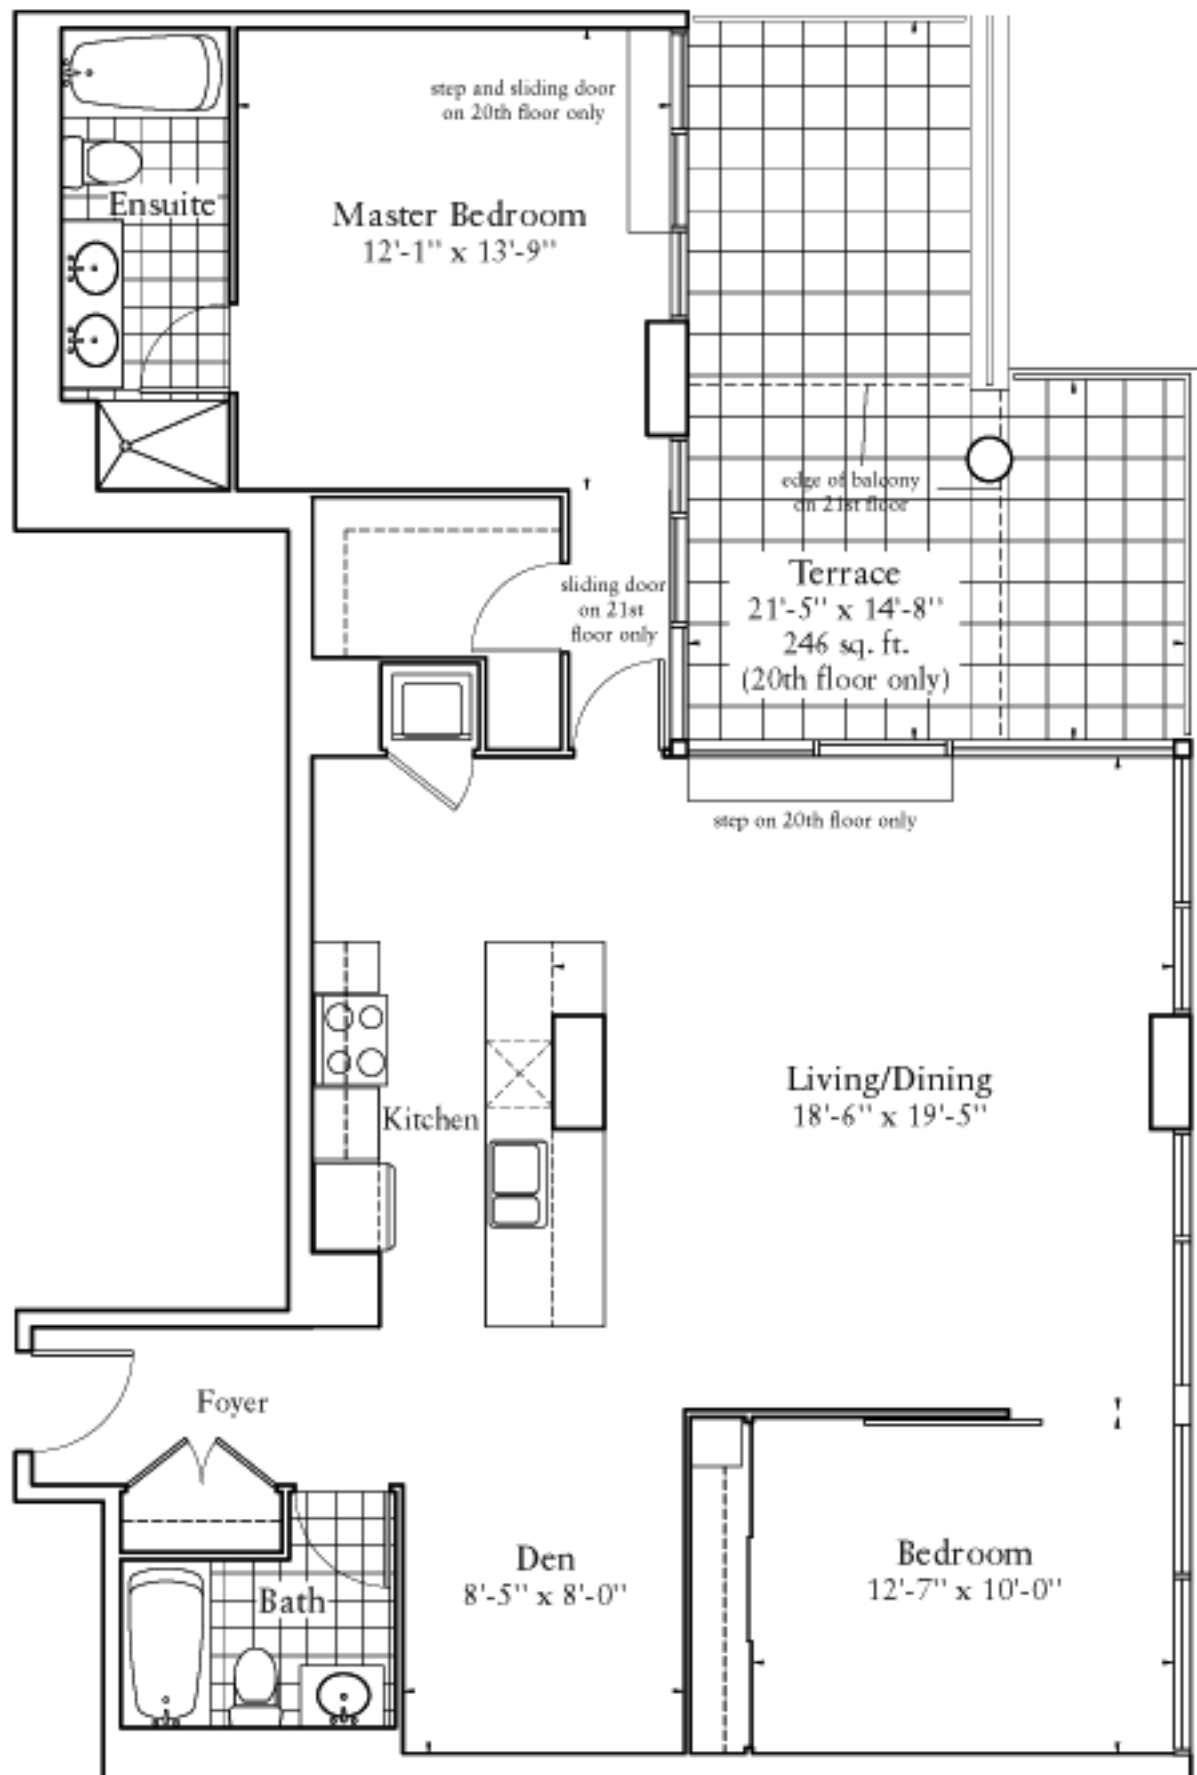 step and sliding door
on 20th floor only
Ensuite
Master Bedroom
12'-1" x 13'-9"
edge of balcony
on 21st floor
Terrace
21'-5" x 14'-8"
246 sq. ft.
(20th floor only)
sliding door
on 21st
floor only
step on 20th floor only
Living/Dining
18'-6" x 19'-5"
Kitchen
Foyer
Den
8'-5" x 8'-0"
Bedroom
12'-7" x 10'-0"
Bath